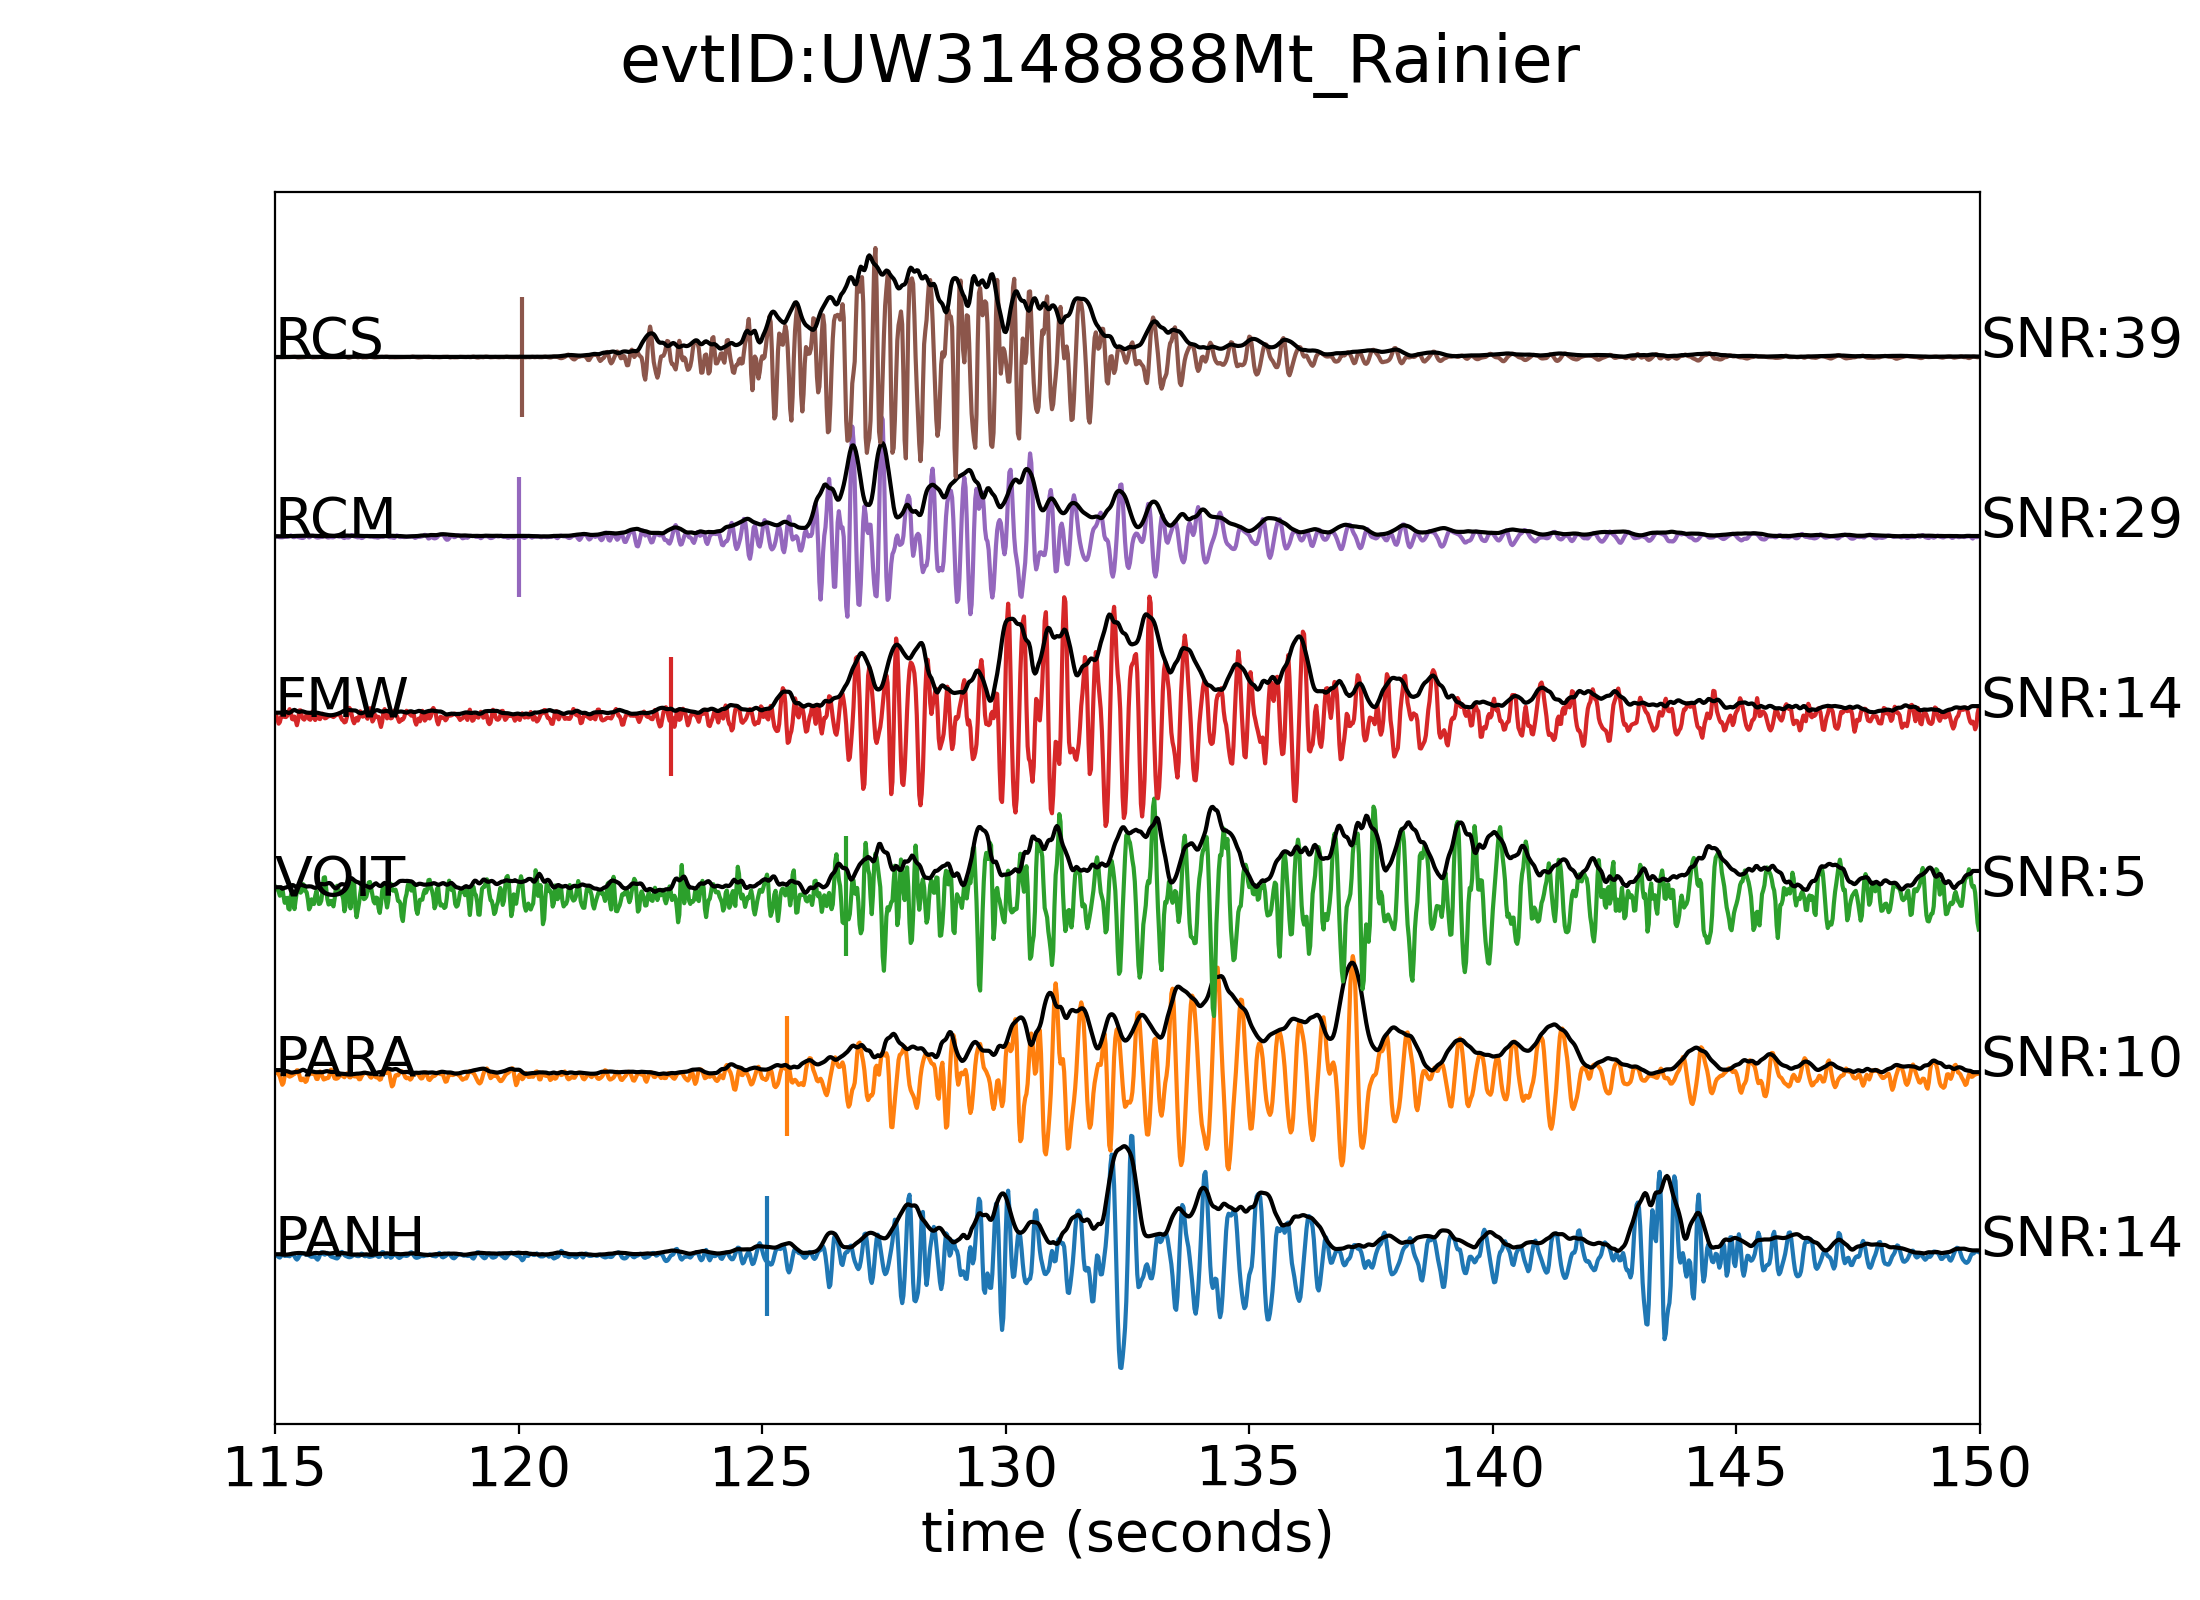 evtID:UW3148888Mt_Rainier
RCS SNR:39
RCM SNR:29
FMW SNR:14
VOIT SNR:5
PARA SNR:10
PANH SNR:14
115 120 125 130 135 140 145 150
time (seconds)